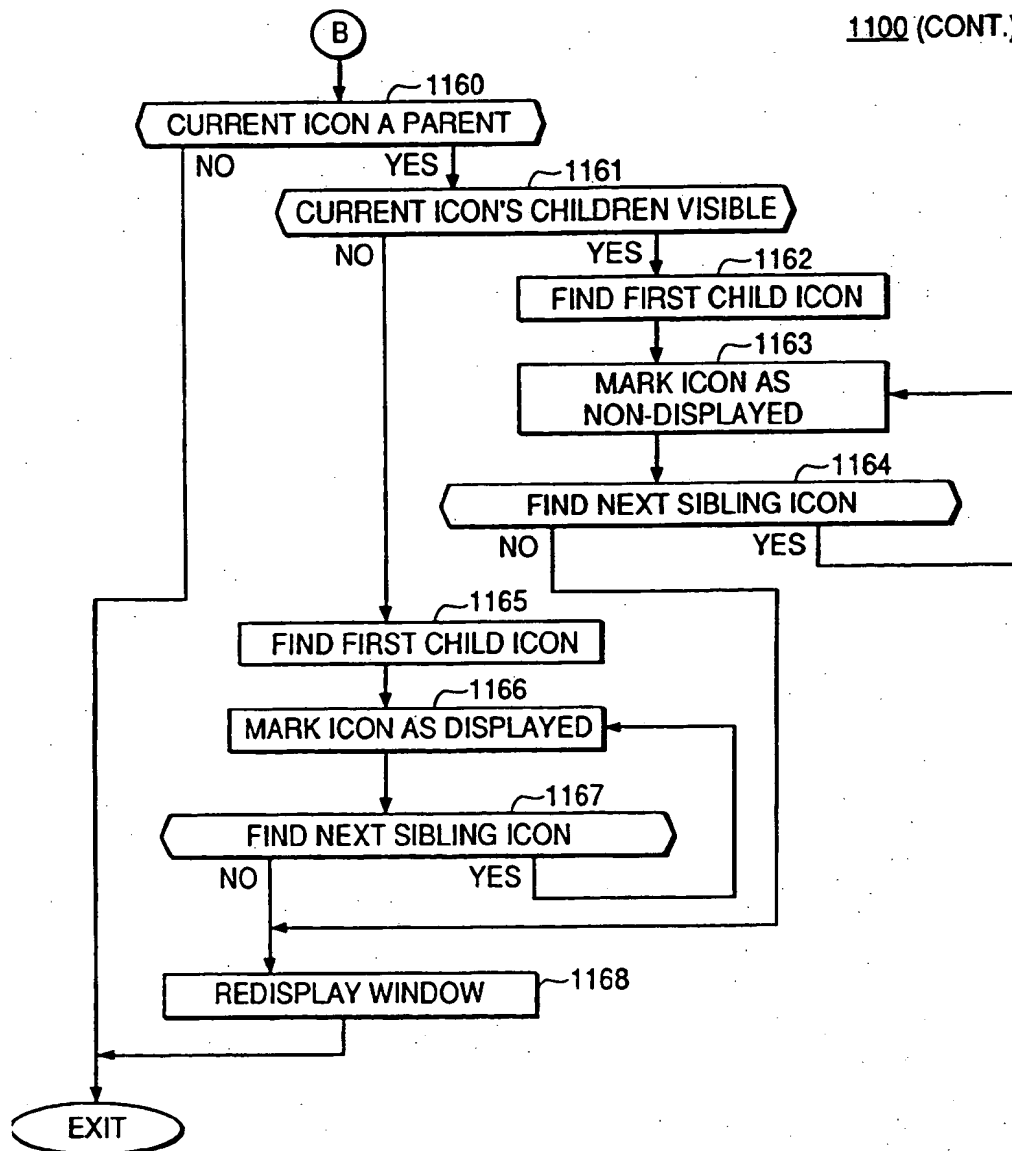 1100 (CONT.)
B
1160
CURRENT ICON A PARENT
NO YES
1161
CURRENT ICON'S CHILDREN VISIBLE
NO YES
1162
FIND FIRST CHILD ICON
1163
MARK ICON AS
NON-DISPLAYED
1164
FIND NEXT SIBLING ICON
NO YES
1165
FIND FIRST CHILD ICON
1166
MARK ICON AS DISPLAYED
1167
FIND NEXT SIBLING ICON
NO YES
REDISPLAY WINDOW 1168
EXIT